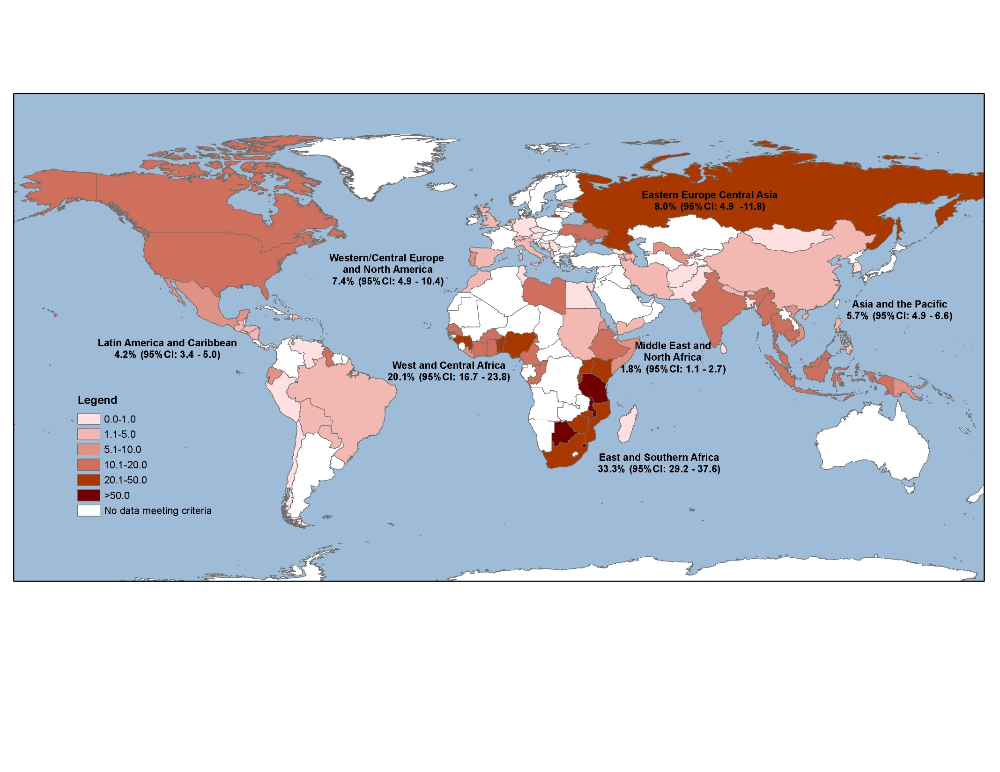 Eastern Europe Central Asia
8.0% (95%CI: 4.9 -11.8)
Western/Central Europe
and North America
7.4% (95%CI: 4.9 - 10.4)
Asia and the Pacific
5.7% (95%CI: 4.9 - 6.6)
Latin America and Caribbean
4.2% (95%CI: 3.4 - 5.0)
Middle East and
North Africa
1.8% (95%CI: 1.1 - 2.7)
West and Central Africa
20.1% (95%CI: 16.7 - 23.8)
East and Southern Africa
33.3% (95%CI: 29.2 - 37.6)
Legend
0.0-1.0
1.1-5.0
5.1-10.0
10.1-20.0
20.1-50.0
>50.0
No data meeting criteria